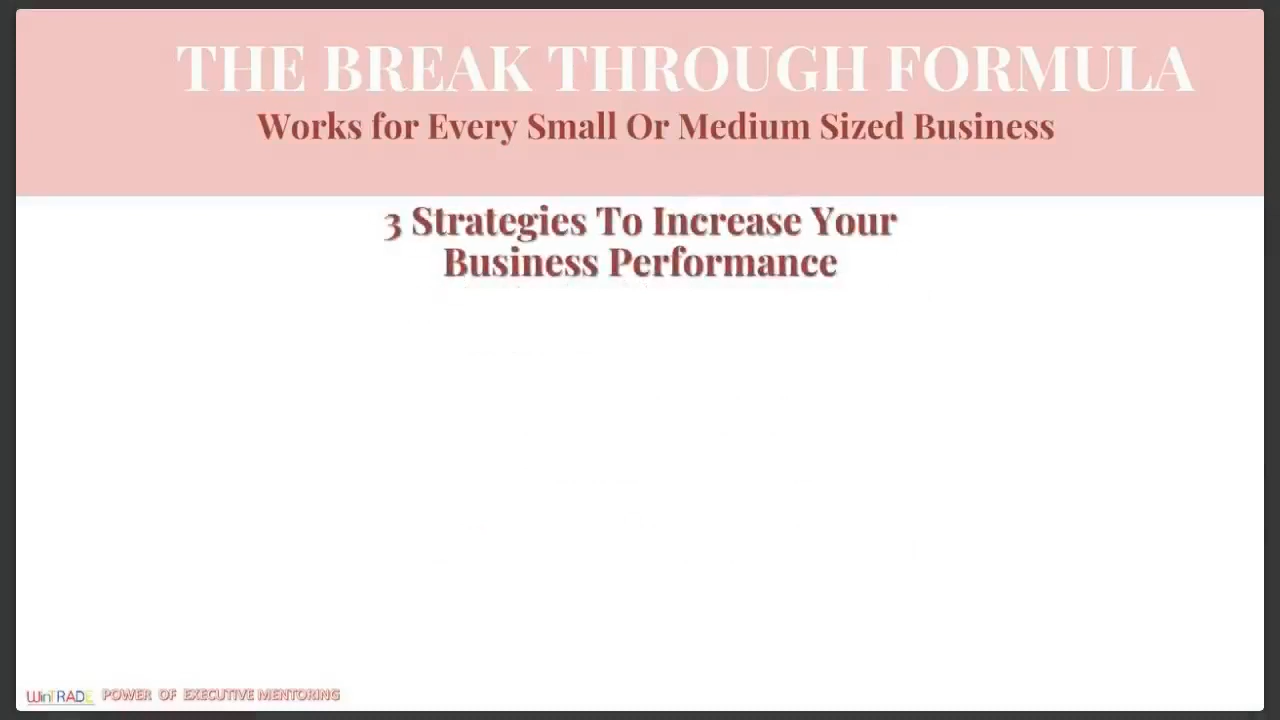 THE BREAK THROUGH FORMULA
Works for Every Small Or Medium Sized Business
3 Strategies To Increase Your
Business Performance
WinTRADE POWER OF EXECUTIVE MENTORING